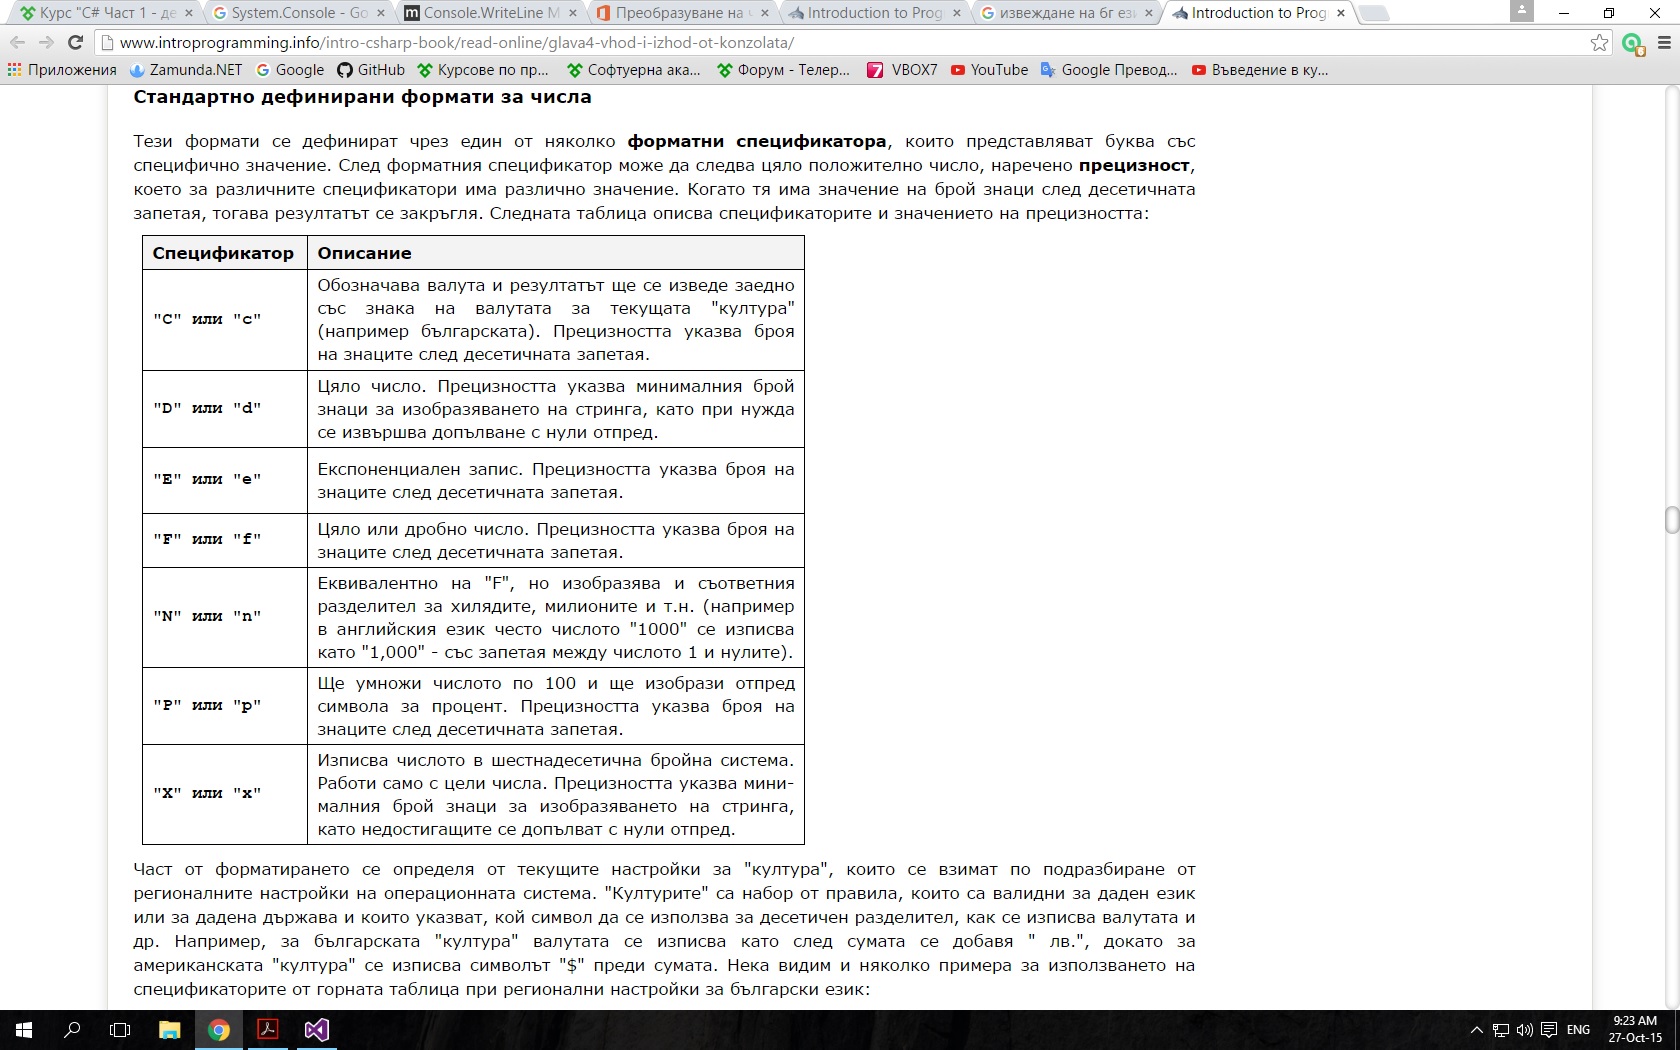 Курс "C# Част 1 - де
System.Console - Go
Console.WriteLine M
Преобразуване на ч
Introduction to Prog
извеждане на бг ези
Introduction to Prog
www.introprogramming.info/intro-csharp-book/read-online/glava4-vhod-i-izhod-ot-konzolata/
Приложения
Zamunda.NET
Google
GitHub
Курсове по пр...
Софтуерна ака...
Форум - Телер...
VBOX7
YouTube
Google Превод...
Въведение в ку...
Стандартно дефинирани формати за числа
Тези формати се дефинират чрез един от няколко форматни спецификатора, които представляват буква със
специфично значение. След форматния спецификатор може да следва цяло положително число, наречено прецизност,
което за различните спецификатори има различно значение. Когато тя има значение на брой знаци след десетичната
запетая, тогава резултатът се закръгля. Следната таблица описва спецификаторите и значението на прецизността:
Спецификатор
Описание
"C" или "c"
Обозначава валута и резултатът ще се изведе заедно
със знака на валутата за текущата "култура"
(например българската). Прецизността указва броя
на знаците след десетичната запетая.
"D" или "d"
Цяло число. Прецизността указва минималния брой
знаци за изобразяването на стринга, като при нужда
се извършва допълване с нули отпред.
"E" или "e"
Експоненциален запис. Прецизността указва броя на
знаците след десетичната запетая.
"F" или "f"
Цяло или дробно число. Прецизността указва броя на
знаците след десетичната запетая.
"N" или "n"
Еквивалентно на "F", но изобразява и съответния
разделител за хилядите, милионите и т.н. (например
в английския език често числото "1000" се изписва
като "1,000" - със запетая между числото 1 и нулите).
"P" или "p"
Ще умножи числото по 100 и ще изобрази отпред
символа за процент. Прецизността указва броя на
знаците след десетичната запетая.
"X" или "x"
Изписва числото в шестнадесетична бройна система.
Работи само с цели числа. Прецизността указва мини-
малния брой знаци за изобразяването на стринга,
като недостигащите се допълват с нули отпред.
Част от форматирането се определя от текущите настройки за "култура", които се взимат по подразбиране от
регионалните настройки на операционната система. "Културите" са набор от правила, които са валидни за даден език
или за дадена държава и които указват, кой символ да се използва за десетичен разделител, как се изписва валутата и
др. Например, за българската "култура" валутата се изписва като след сумата се добавя " лв.", докато за
американската "култура" се изписва символът "$" преди сумата. Нека видим и няколко примера за използването на
спецификаторите от горната таблица при регионални настройки за български език:
ENG
9:23 AM
27-Oct-15